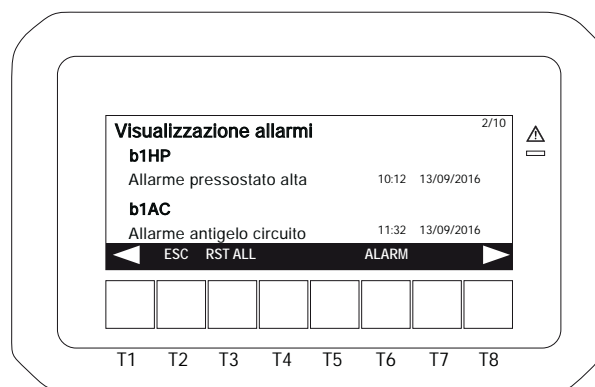 2/10
Visualizzazione allarmi
b1HP
Allarme pressostato alta 10:12 13/09/2016
b1AC
Allarme antigelo circuito 11:32 13/09/2016
ESC RST ALL ALARM
T1 T2 T3 T4 T5 T6 T7 T8